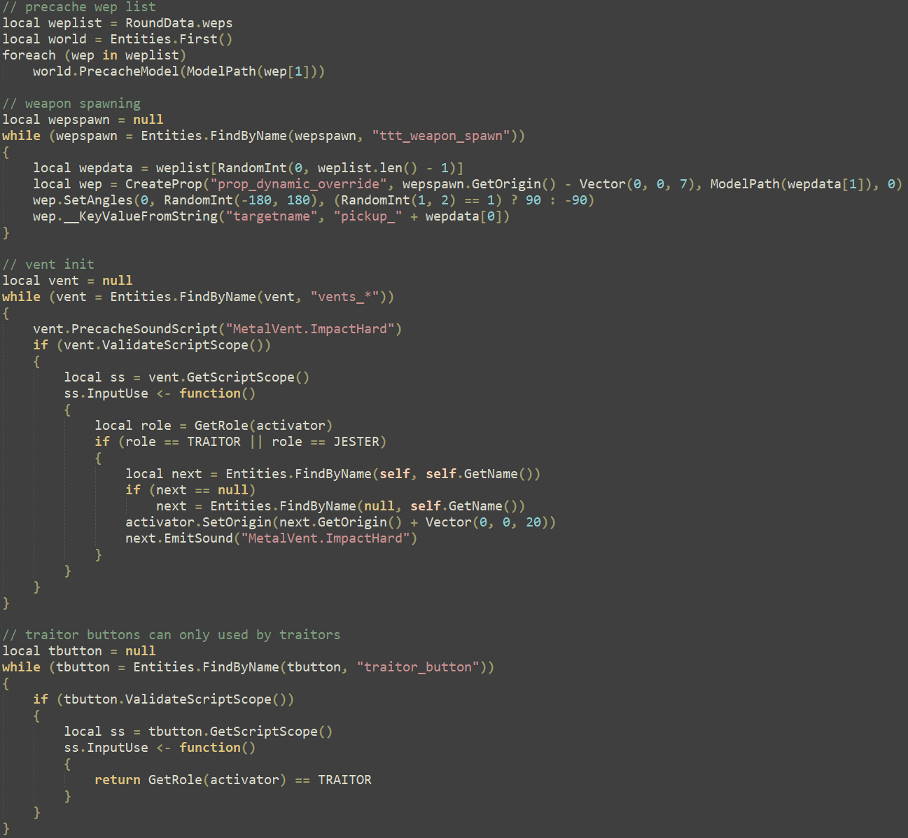 // precache wep list
local weplist = RoundData.weps
local world = Entities.First()
foreach (wep in weplist)
    world.PrecacheModel(ModelPath(wep[1]))

// weapon spawning
local wepspawn = null
while (wepspawn = Entities.FindByName(wepspawn, "ttt_weapon_spawn"))
{
    local wepdata = weplist[RandomInt(0, weplist.len() - 1)]
    local wep = CreateProp("prop_dynamic_override", wepspawn.GetOrigin() - Vector(0, 0, 7), ModelPath(wepdata[1]), 0)
    wep.SetAngles(0, RandomInt(-180, 180), (RandomInt(1, 2) == 1) ? 90 : -90)
    wep.__KeyValueFromString("targetname", "pickup_" + wepdata[0])
}

// vent init
local vent = null
while (vent = Entities.FindByName(vent, "vents_*"))
{
    vent.PrecacheSoundScript("MetalVent.ImpactHard")
    if (vent.ValidateScriptScope())
    {
        local ss = vent.GetScriptScope()
        ss.InputUse <- function()
        {
            local role = GetRole(activator)
            if (role == TRAITOR || role == JESTER)
            {
                local next = Entities.FindByName(self, self.GetName())
                if (next == null)
                    next = Entities.FindByName(null, self.GetName())
                activator.SetOrigin(next.GetOrigin() + Vector(0, 0, 20))
                next.EmitSound("MetalVent.ImpactHard")
            }
        }
    }
}

// traitor buttons can only used by traitors
local tbutton = null
while (tbutton = Entities.FindByName(tbutton, "traitor_button"))
{
    if (tbutton.ValidateScriptScope())
    {
        local ss = tbutton.GetScriptScope()
        ss.InputUse <- function()
        {
            return GetRole(activator) == TRAITOR
        }
    }
}